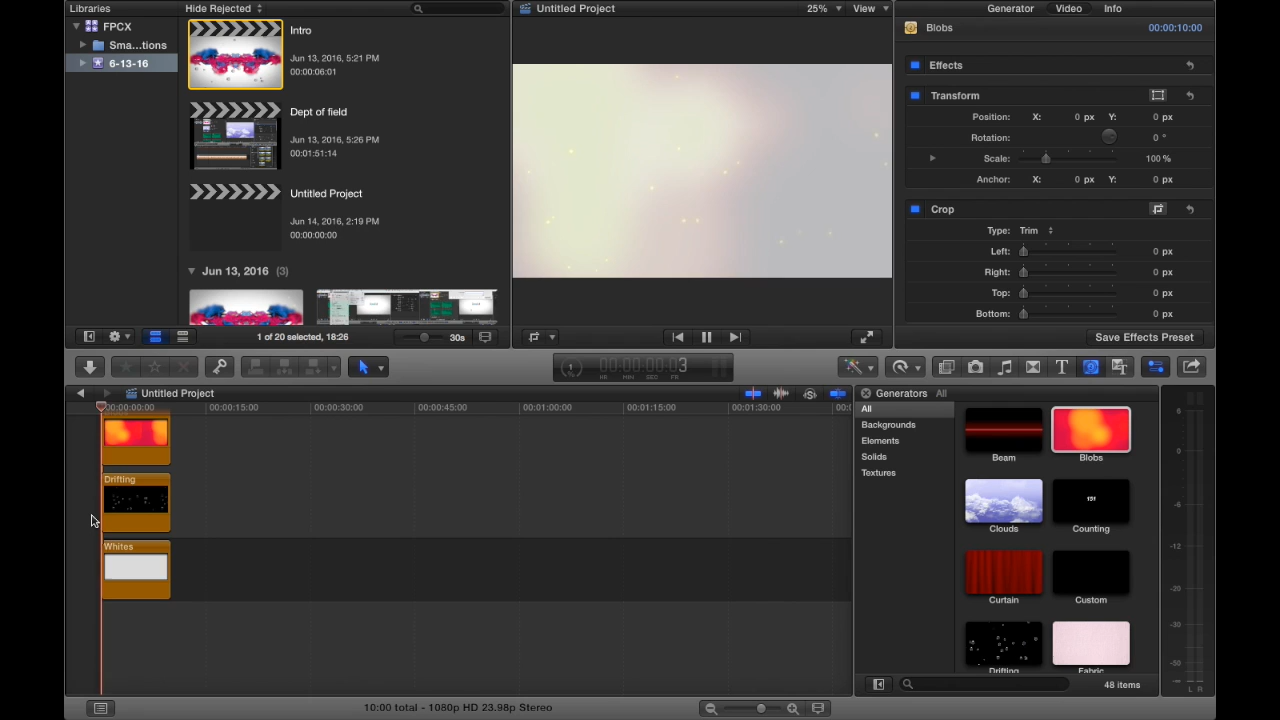 Libraries
Hide Rejected
Untitled Project
25%
View
Generator
Video
Info
FPCX
Sma...tions
6-13-16
Intro
Jun 13, 2016, 5:21 PM
00:00:06:01
Dept of field
Jun 13, 2016, 5:26 PM
00:01:51:14
Untitled Project
Jun 14, 2016, 2:19 PM
00:00:00:00
Jun 13, 2016 (3)
1 of 20 selected, 18:26
30s
Blobs
00:00:10:00
Effects
Transform
Position: X: 0 px Y: 0 px
Rotation: 0 °
Scale: 100 %
Anchor: X: 0 px Y: 0 px
Crop
Type: Trim
Left: 0 px
Right: 0 px
Top: 0 px
Bottom: 0 px
Save Effects Preset
00:00:00:03
HR MIN SEC FR
Untitled Project
00:00:00:00
00:00:15:00
00:00:30:00
00:00:45:00
00:01:00:00
00:01:15:00
00:01:30:00
Drifting
Whites
Generators All
All
Backgrounds
Elements
Solids
Textures
Beam
Blobs
Clouds
Counting
Curtain
Custom
Drifting
Fabric
48 items
6
0
-6
-12
-20
-30
-50
L R
10:00 total - 1080p HD 23.98p Stereo